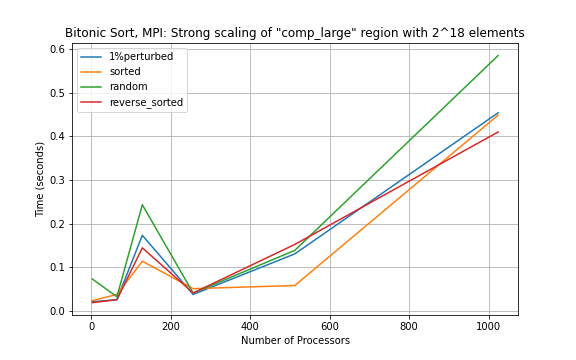 Bitonic Sort, MPI: Strong scaling of "comp_large" region with 2^18 elements
1%perturbed
sorted
random
reverse_sorted
Time (seconds)
0.6
0.5
0.4
0.3
0.2
0.1
0.0
0 200 400 600 800 1000
Number of Processors